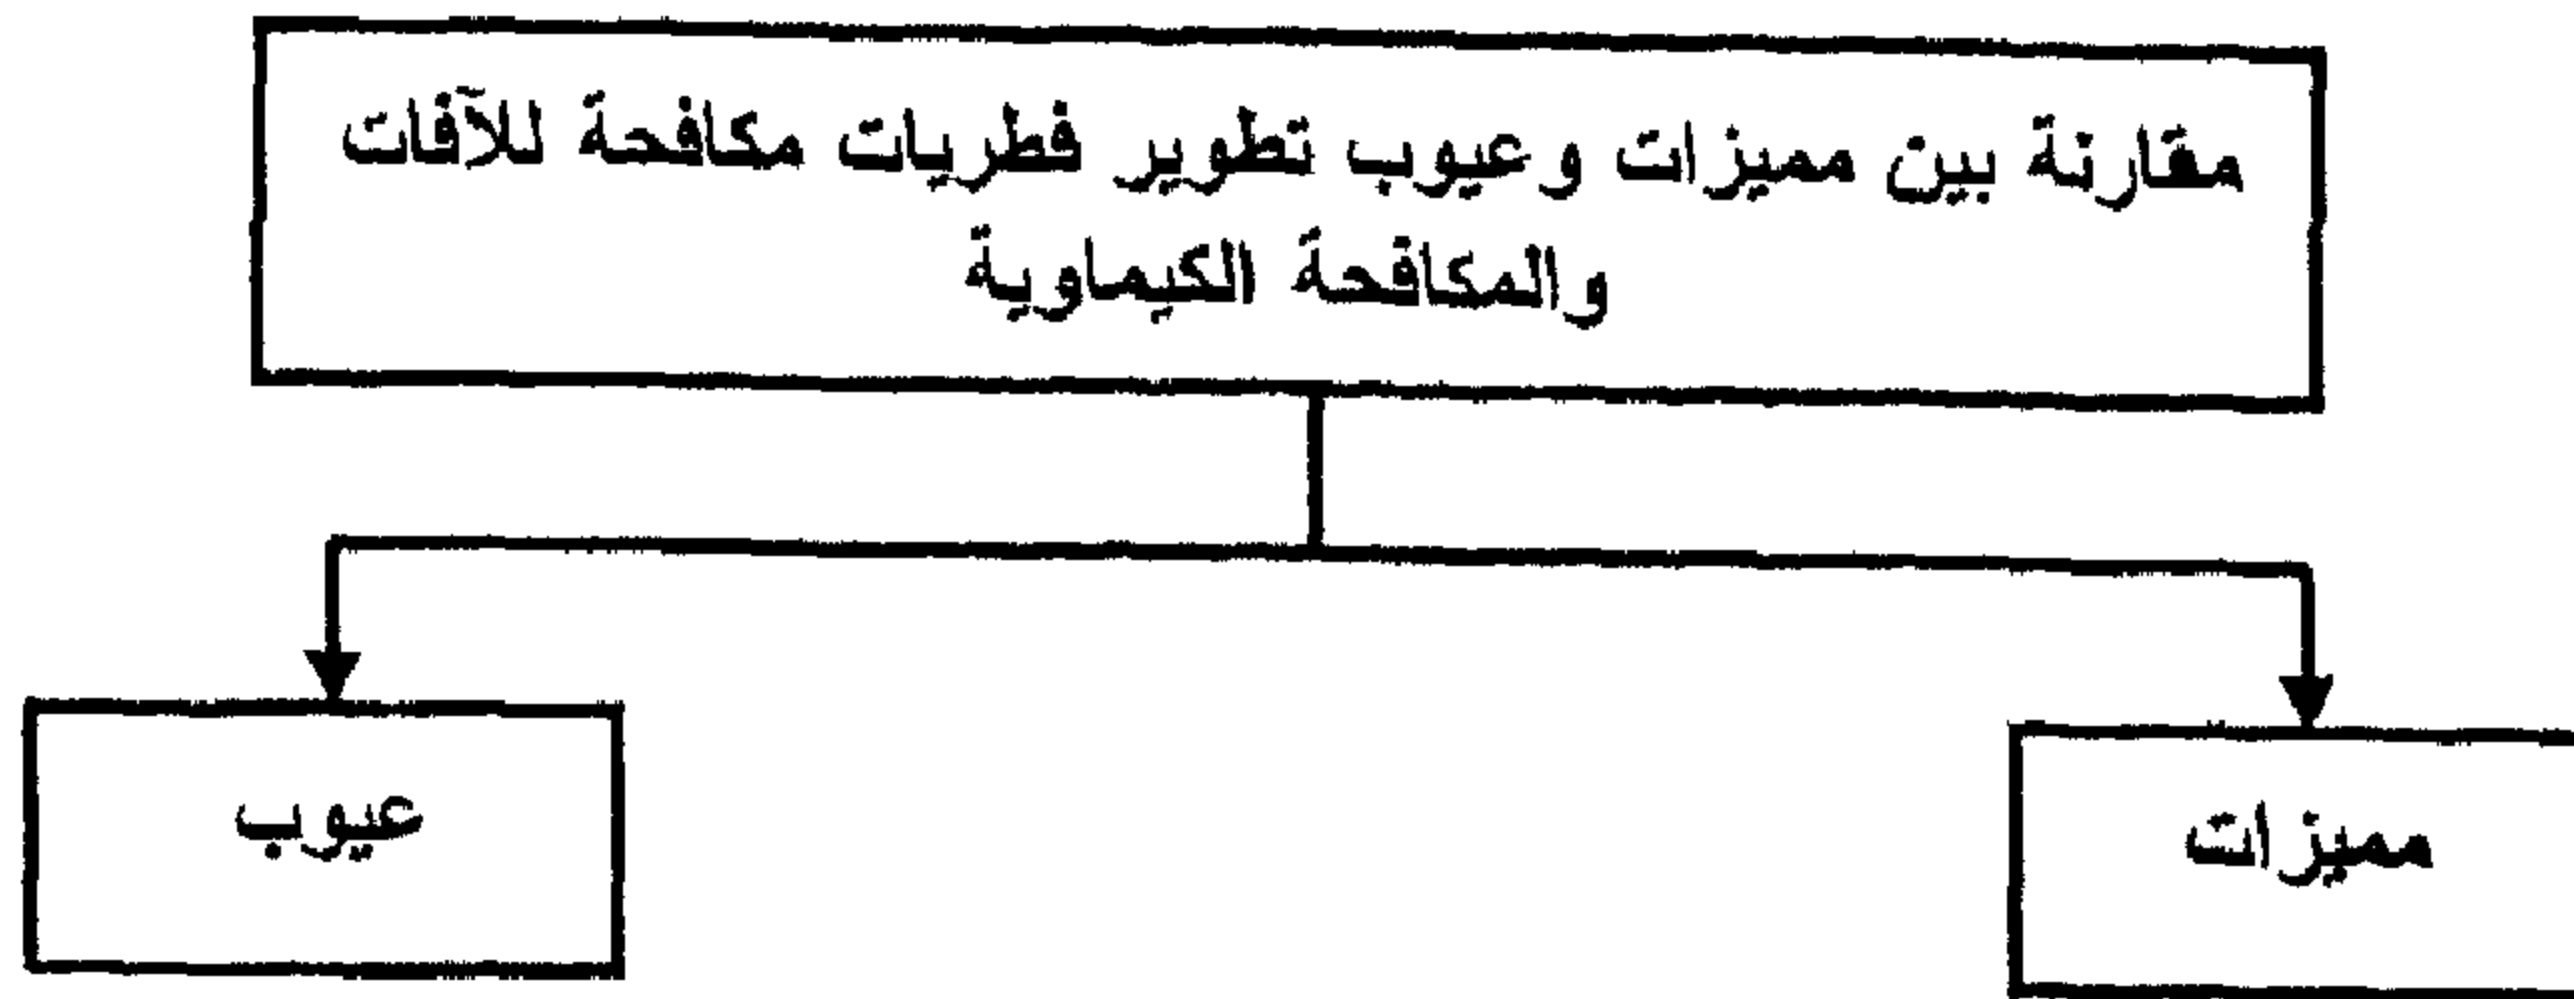 مقارنة بين مميزات وعيوب تطوير فطريات مكافحة للآفات
والمكافحة الكيماوية
مميزات
عيوب